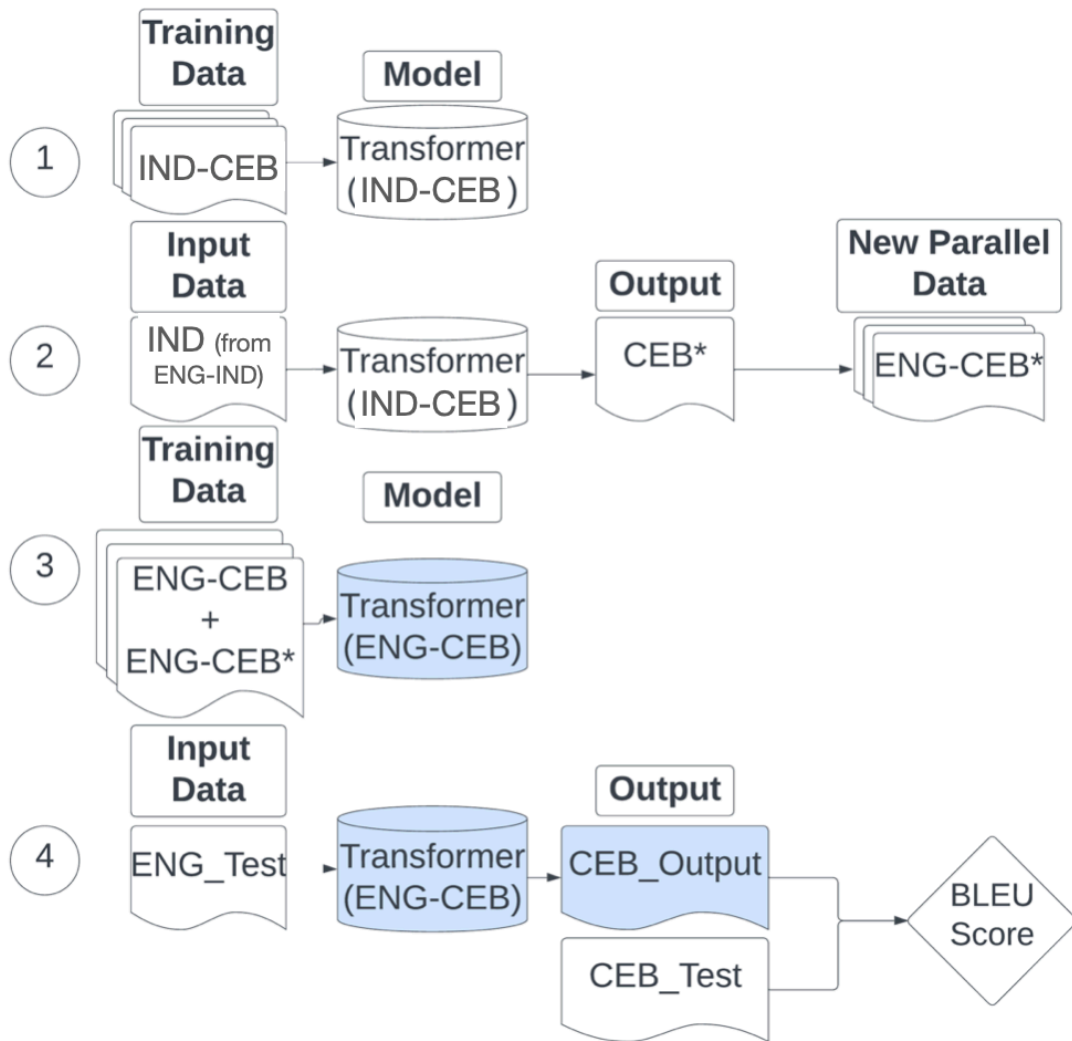 Training
Data
Model
1
IND-CEB
Transformer
(IND-CEB)
Input
Data
Output
New Parallel
Data
2
IND (from
ENG-IND)
Transformer
(IND-CEB)
CEB*
ENG-CEB*
Training
Data
Model
3
ENG-CEB
+
ENG-CEB*
Transformer
(ENG-CEB)
Input
Data
Output
4
ENG_Test
Transformer
(ENG-CEB)
CEB_Output
CEB_Test
BLEU
Score